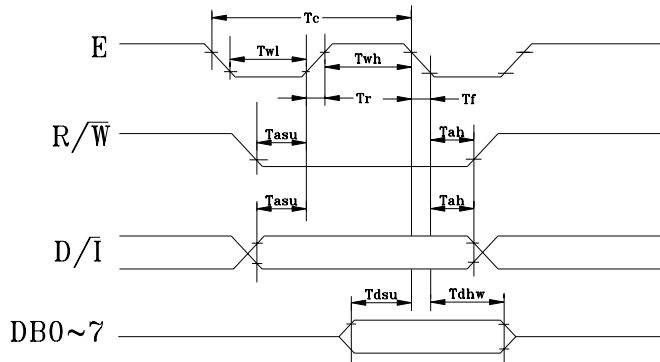 Tc
E
Twl
Twh
Tr
Tf
R/W̅
Tasu
Tah
Tasu
Tah
D/I̅
Tdsu
Tdhw
DB0~7